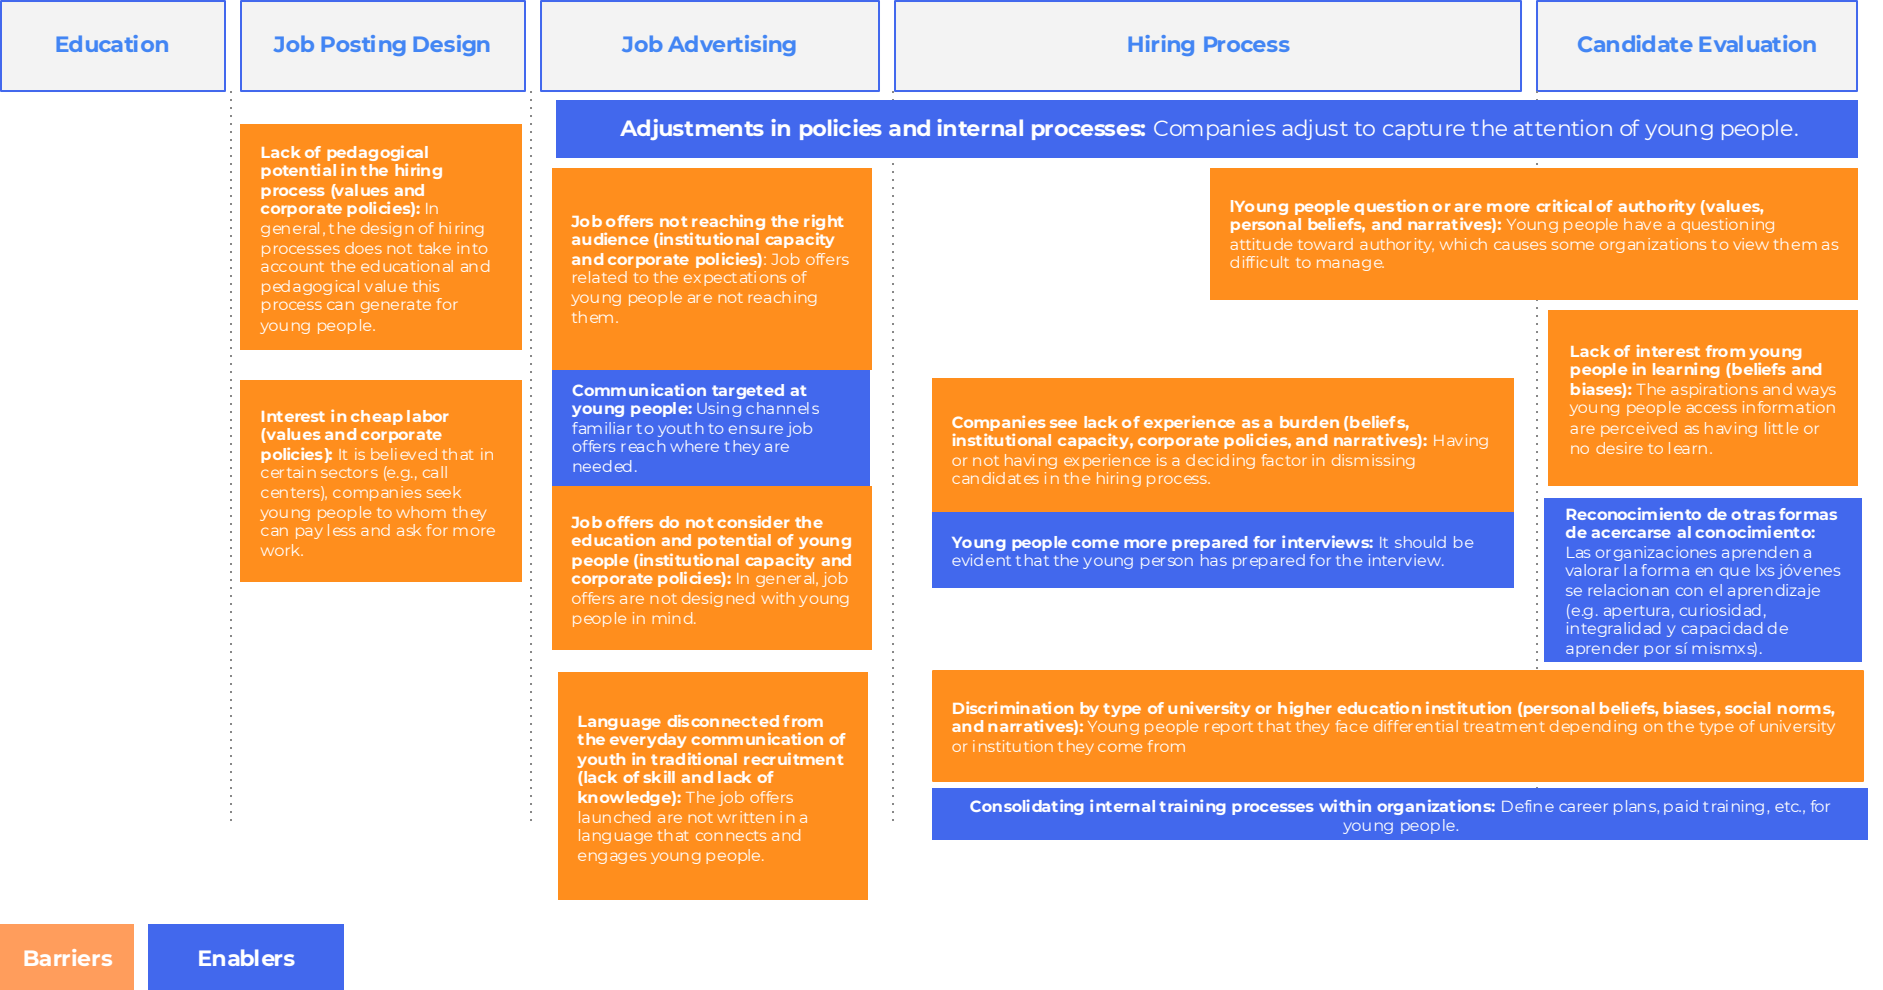 Education
Job Posting Design
Job Advertising
Hiring Process
Candidate Evaluation
Adjustments in policies and internal processes: Companies adjust to capture the attention of young people.
Lack of pedagogical
potential in the hiring
process (values and
corporate policies): In
general, the design of hiring
processes does not take into
account the educational and
pedagogical value this
process can generate for
young people.
Interest in cheap labor
(values and corporate
policies): It is believed that in
certain sectors (e.g., call
centers), companies seek
young people to whom they
can pay less and ask for more
work.
Job offers not reaching the right
audience (institutional capacity
and corporate policies): Job offers
related to the expectations of
young people are not reaching
them.
Communication targeted at
young people: Using channels
familiar to youth to ensure job
offers reach where they are
needed.
Job offers do not consider the
education and potential of young
people (institutional capacity and
corporate policies): In general, job
offers are not designed with young
people in mind.
Language disconnected from
the everyday communication of
youth in traditional recruitment
(lack of skill and lack of
knowledge): The job offers
launched are not written in a
language that connects and
engages young people.
lYoung people question or are more critical of authority (values,
personal beliefs, and narratives): Young people have a questioning
attitude toward authority, which causes some organizations to view them as
difficult to manage.
Companies see lack of experience as a burden (beliefs,
institutional capacity, corporate policies, and narratives): Having
or not having experience is a deciding factor in dismissing
candidates in the hiring process.
Young people come more prepared for interviews: It should be
evident that the young person has prepared for the interview.
Lack of interest from young
people in learning (beliefs and
biases): The aspirations and ways
young people access information
are perceived as having little or
no desire to learn.
Reconocimiento de otras formas
de acercarse al conocimiento:
Las organizaciones aprenden a
valorar la forma en que lxs jóvenes
se relacionan con el aprendizaje
(e.g. apertura, curiosidad,
integralidad y capacidad de
aprender por sí mismxs).
Discrimination by type of university or higher education institution (personal beliefs, biases, social norms,
and narratives): Young people report that they face differential treatment depending on the type of university
or institution they come from
Consolidating internal training processes within organizations: Define career plans, paid training, etc., for
young people.
Barriers
Enablers